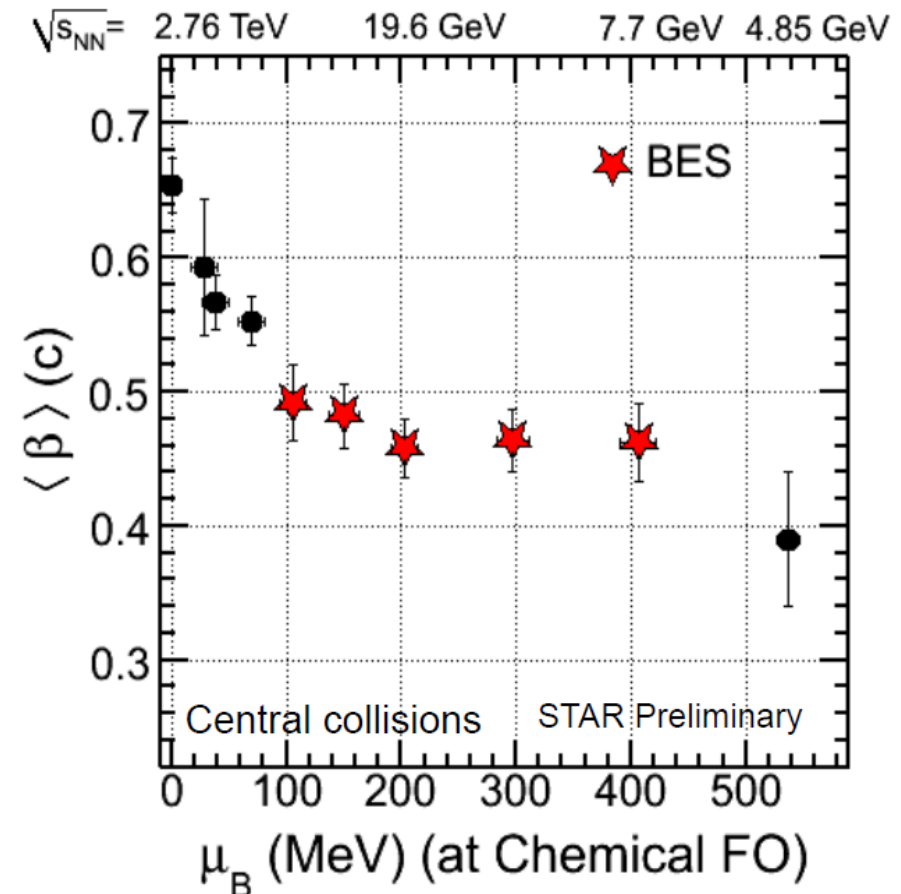 √sNN= 2.76 TeV 19.6 GeV 7.7 GeV 4.85 GeV
0.7
BES
0.6
0.5
0.4
0.3
⟨ β ⟩ (c)
Central collisions STAR Preliminary
0 100 200 300 400 500
μB (MeV) (at Chemical FO)